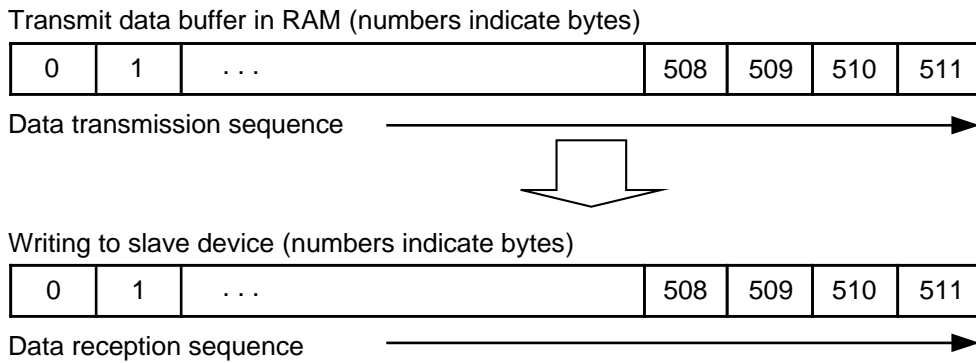 Transmit data buffer in RAM (numbers indicate bytes)
0 1 . . . 508 509 510 511
Data transmission sequence
Writing to slave device (numbers indicate bytes)
0 1 . . . 508 509 510 511
Data reception sequence